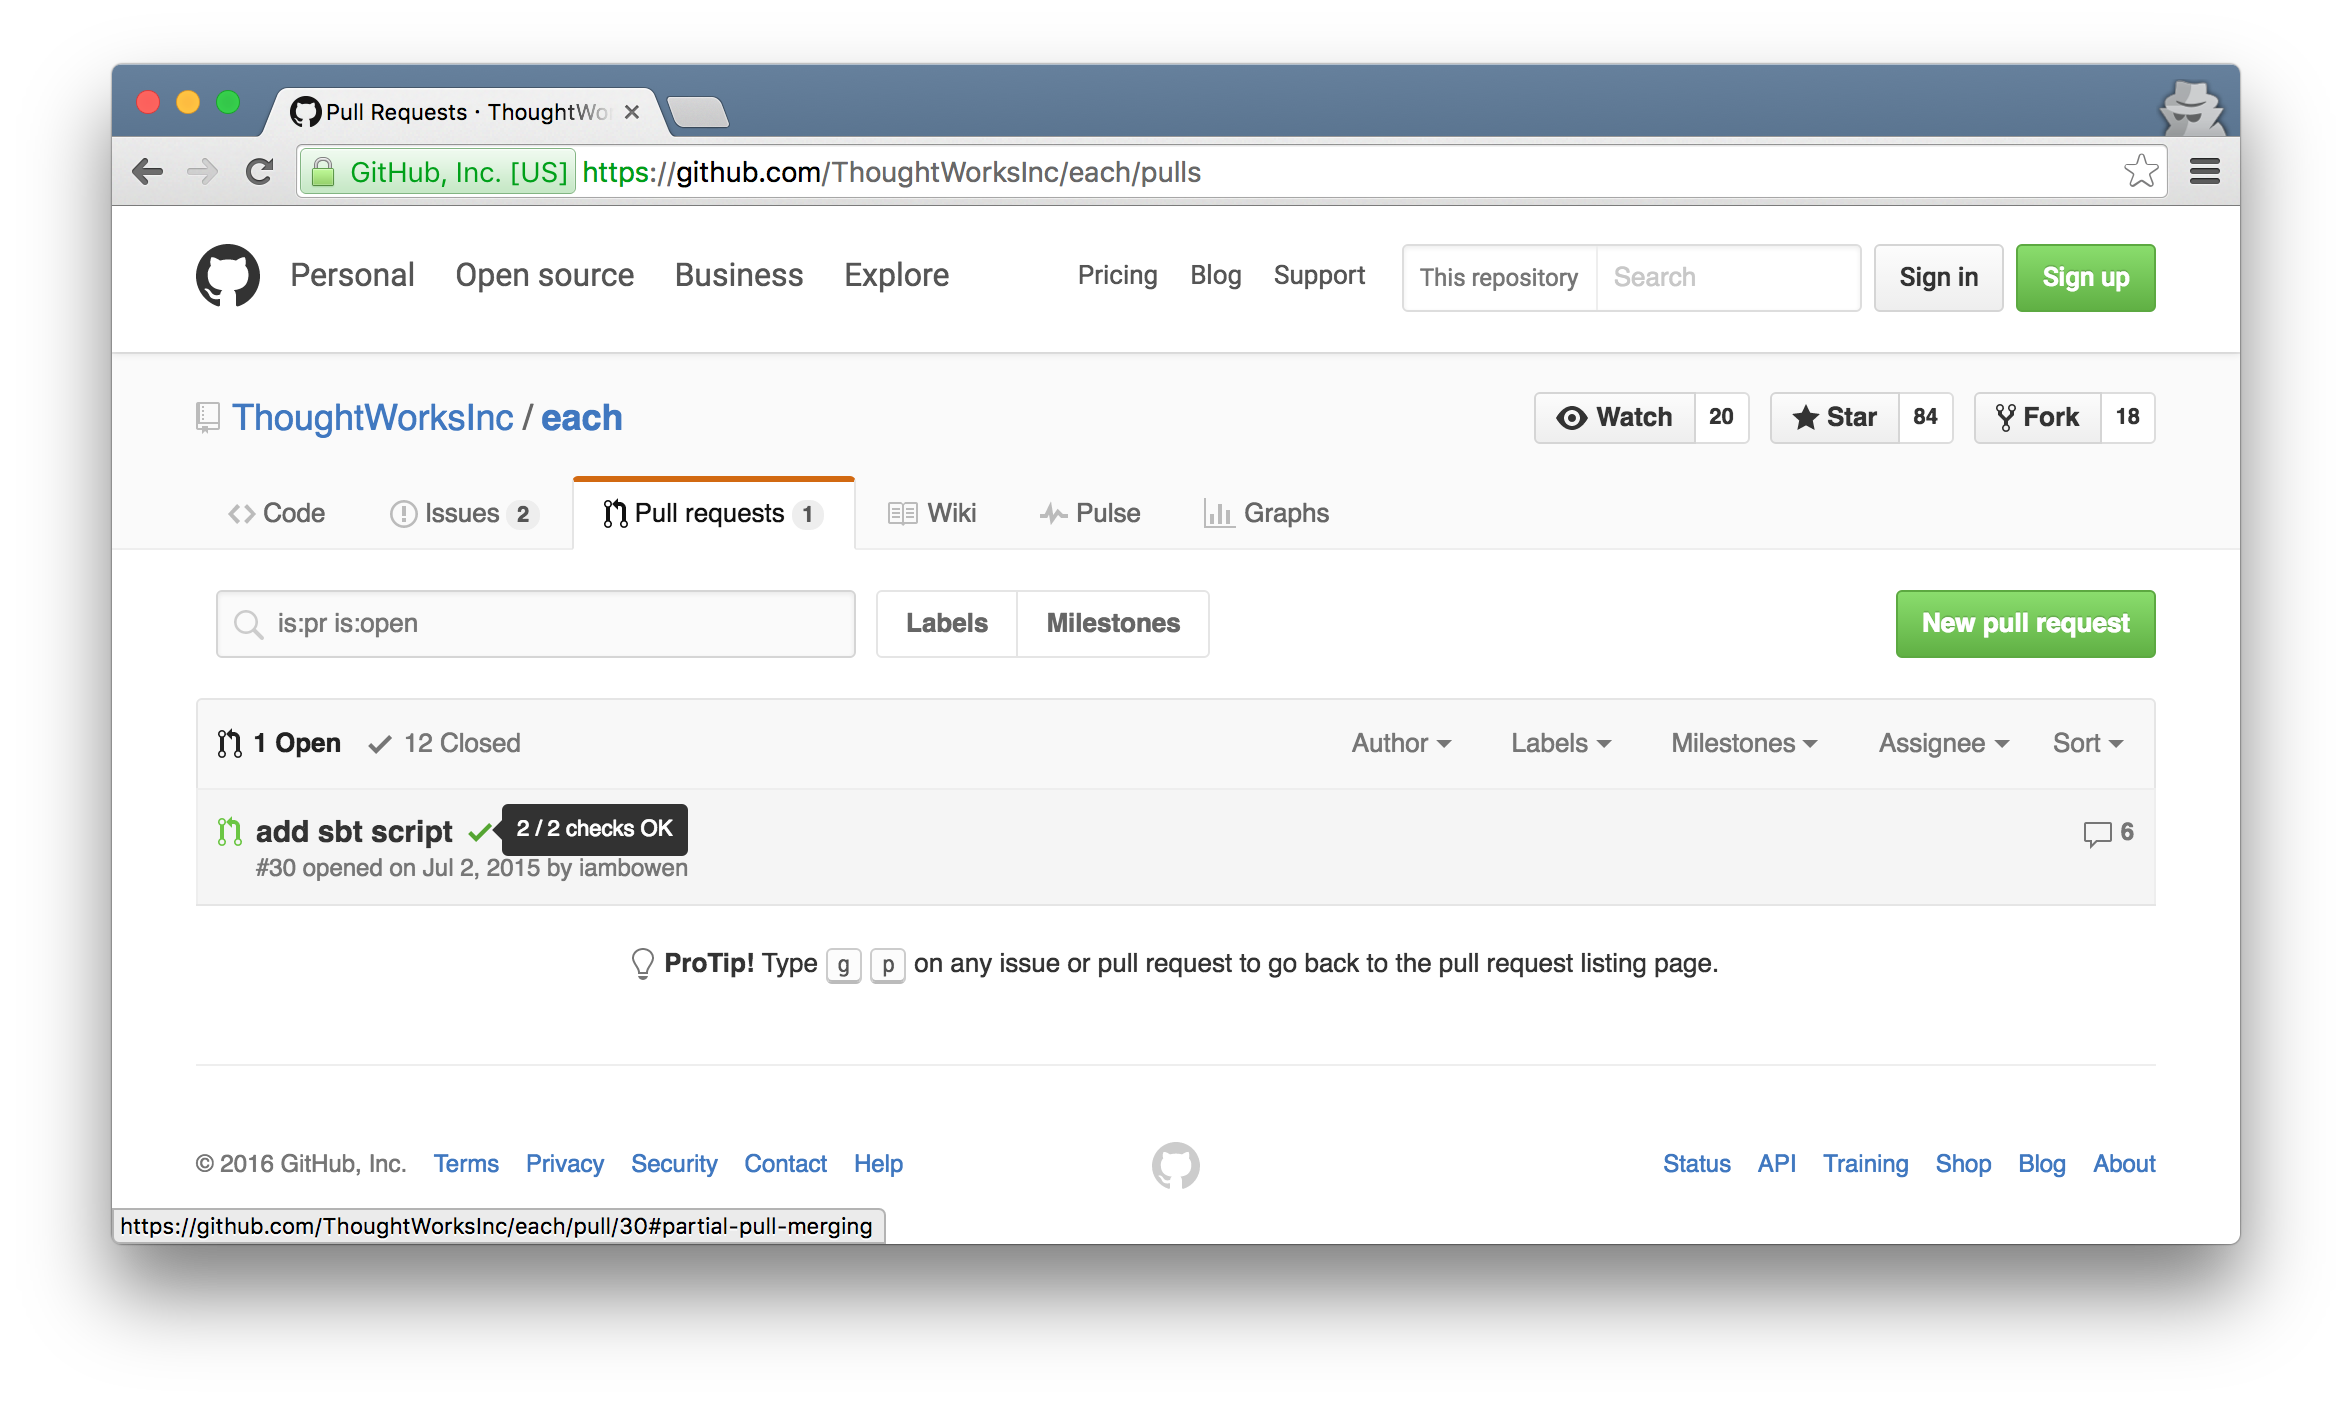 Pull Requests · ThoughtWor
GitHub, Inc. [US] https://github.com/ThoughtWorksInc/each/pulls
Personal Open source Business Explore Pricing Blog Support This repository Search Sign in Sign up
ThoughtWorksInc / each Watch 20 Star 84 Fork 18
Code Issues 2 Pull requests 1 Wiki Pulse Graphs
is:pr is:open Labels Milestones New pull request
1 Open 12 Closed Author Labels Milestones Assignee Sort
add sbt script 2 / 2 checks OK 6
#30 opened on Jul 2, 2015 by iambowen
ProTip! Type g p on any issue or pull request to go back to the pull request listing page.
© 2016 GitHub, Inc. Terms Privacy Security Contact Help Status API Training Shop Blog About
https://github.com/ThoughtWorksInc/each/pull/30#partial-pull-merging